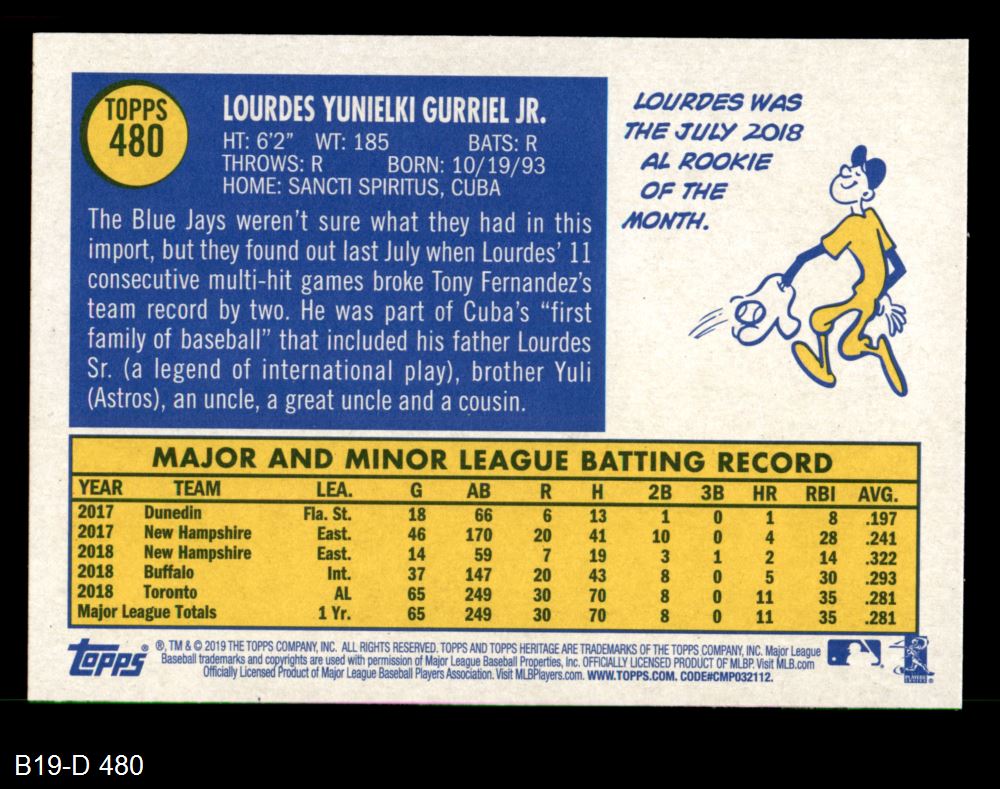 TOPPS
480
LOURDES YUNIELKI GURRIEL JR.
HT: 6'2" WT: 185 BATS: R
THROWS: R BORN: 10/19/93
HOME: SANCTI SPIRITUS, CUBA
The Blue Jays weren't sure what they had in this
import, but they found out last July when Lourdes' 11
consecutive multi-hit games broke Tony Fernandez's
team record by two. He was part of Cuba's "first
family of baseball" that included his father Lourdes
Sr. (a legend of international play), brother Yuli
(Astros), an uncle, a great uncle and a cousin.
LOURDES WAS
THE JULY 2018
AL ROOKIE
OF THE
MONTH.
MAJOR AND MINOR LEAGUE BATTING RECORD
YEAR TEAM LEA. G AB R H 2B 3B HR RBI AVG.
2017 Dunedin Fla. St. 18 66 6 13 1 0 1 8 .197
2017 New Hampshire East. 46 170 20 41 10 0 4 28 .241
2018 New Hampshire East. 14 59 7 19 3 1 2 14 .322
2018 Buffalo Int. 37 147 20 43 8 0 5 30 .293
2018 Toronto AL 65 249 30 70 8 0 11 35 .281
Major League Totals 1 Yr. 65 249 30 70 8 0 11 35 .281
topps ®, TM & © 2019 THE TOPPS COMPANY, INC. ALL RIGHTS RESERVED. TOPPS AND TOPPS HERITAGE ARE TRADEMARKS OF THE TOPPS COMPANY, INC. Major League
Baseball trademarks and copyrights are used with permission of Major League Baseball Properties, Inc. OFFICIALLY LICENSED PRODUCT OF MLBP. Visit MLB.com
Officially Licensed Product of Major League Baseball Players Association. Visit MLBPlayers.com. WWW.TOPPS.COM. CODE#CMP032112.
B19-D 480